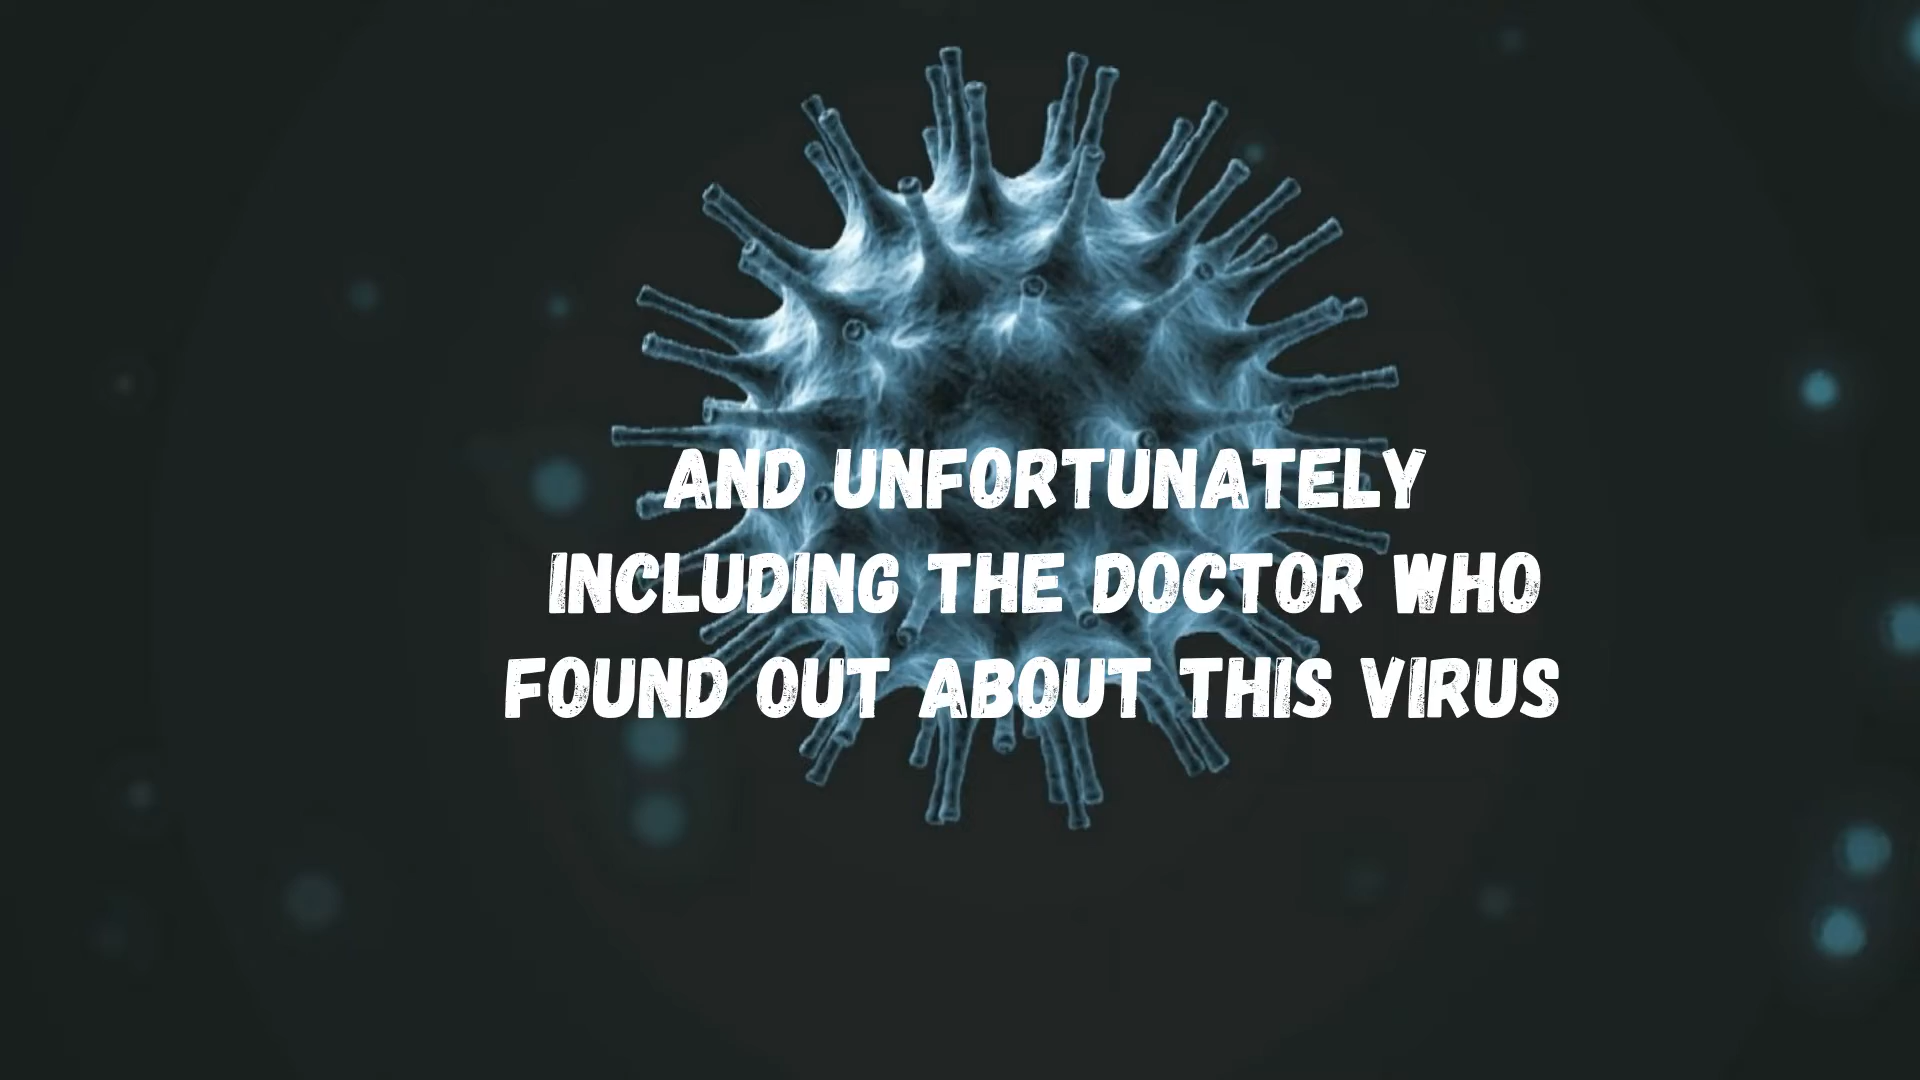 AND UNFORTUNATELY
INCLUDING THE DOCTOR WHO
FOUND OUT ABOUT THIS VIRUS